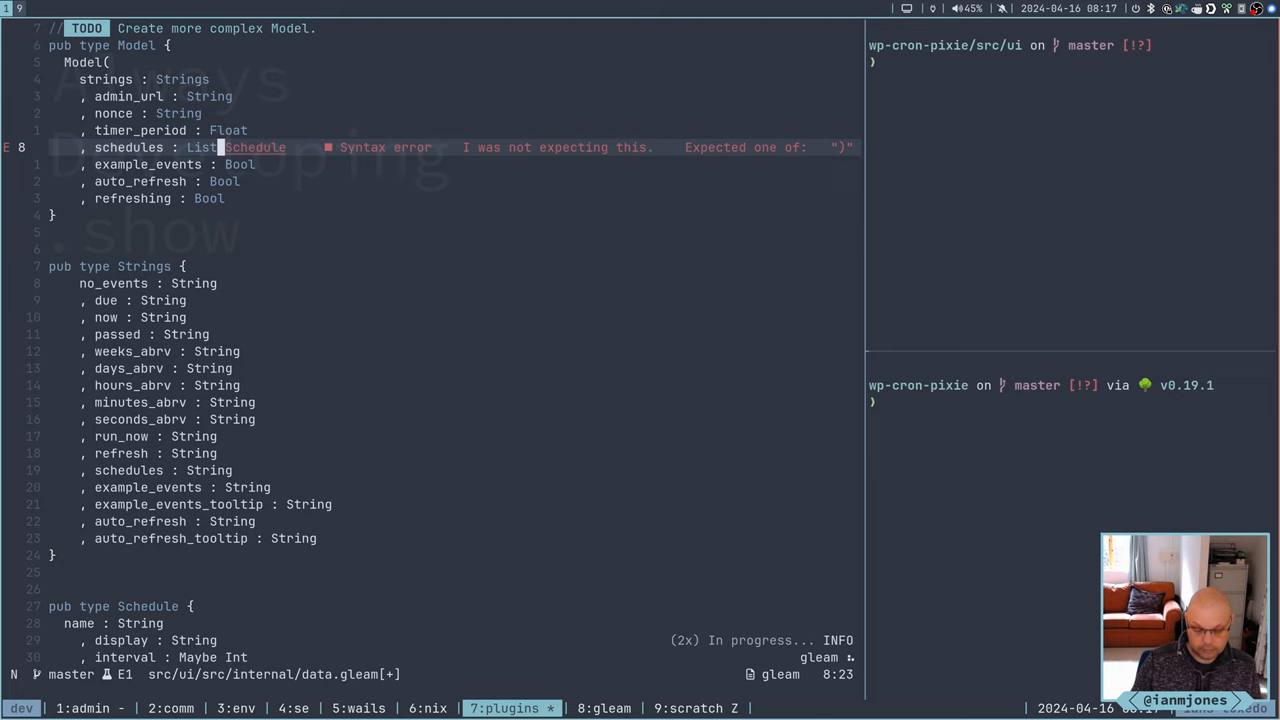 1 9
45% 2024-04-16 08:17
7 // TODO Create more complex Model.
6 pub type Model {
5 Model(
4 strings : Strings
3 , admin_url : String
2 , nonce : String
1 , timer_period : Float
E 8 , schedules : List Schedule ■ Syntax error I was not expecting this. Expected one of: ")"
1 , example_events : Bool
2 , auto_refresh : Bool
3 , refreshing : Bool
4 }
5
6
7 pub type Strings {
8 no_events : String
9 , due : String
10 , now : String
11 , passed : String
12 , weeks_abrv : String
13 , days_abrv : String
14 , hours_abrv : String
15 , minutes_abrv : String
16 , seconds_abrv : String
17 , run_now : String
18 , refresh : String
19 , schedules : String
20 , example_events : String
21 , example_events_tooltip : String
22 , auto_refresh : String
23 , auto_refresh_tooltip : String
24 }
25
26
27 pub type Schedule {
28 name : String
29 , display : String
30 , interval : Maybe Int
(2x) In progress... INFO
gleam
N master E1 src/ui/src/internal/data.gleam[+] gleam 8:23
Always
Developing
.show
wp-cron-pixie/src/ui on master [!?]
❫
wp-cron-pixie on master [!?] via v0.19.1
❫
@ianmjones
dev 1:admin - 2:comm 3:env 4:se 5:wails 6:nix 7:plugins * 8:gleam 9:scratch Z 2024-04-16